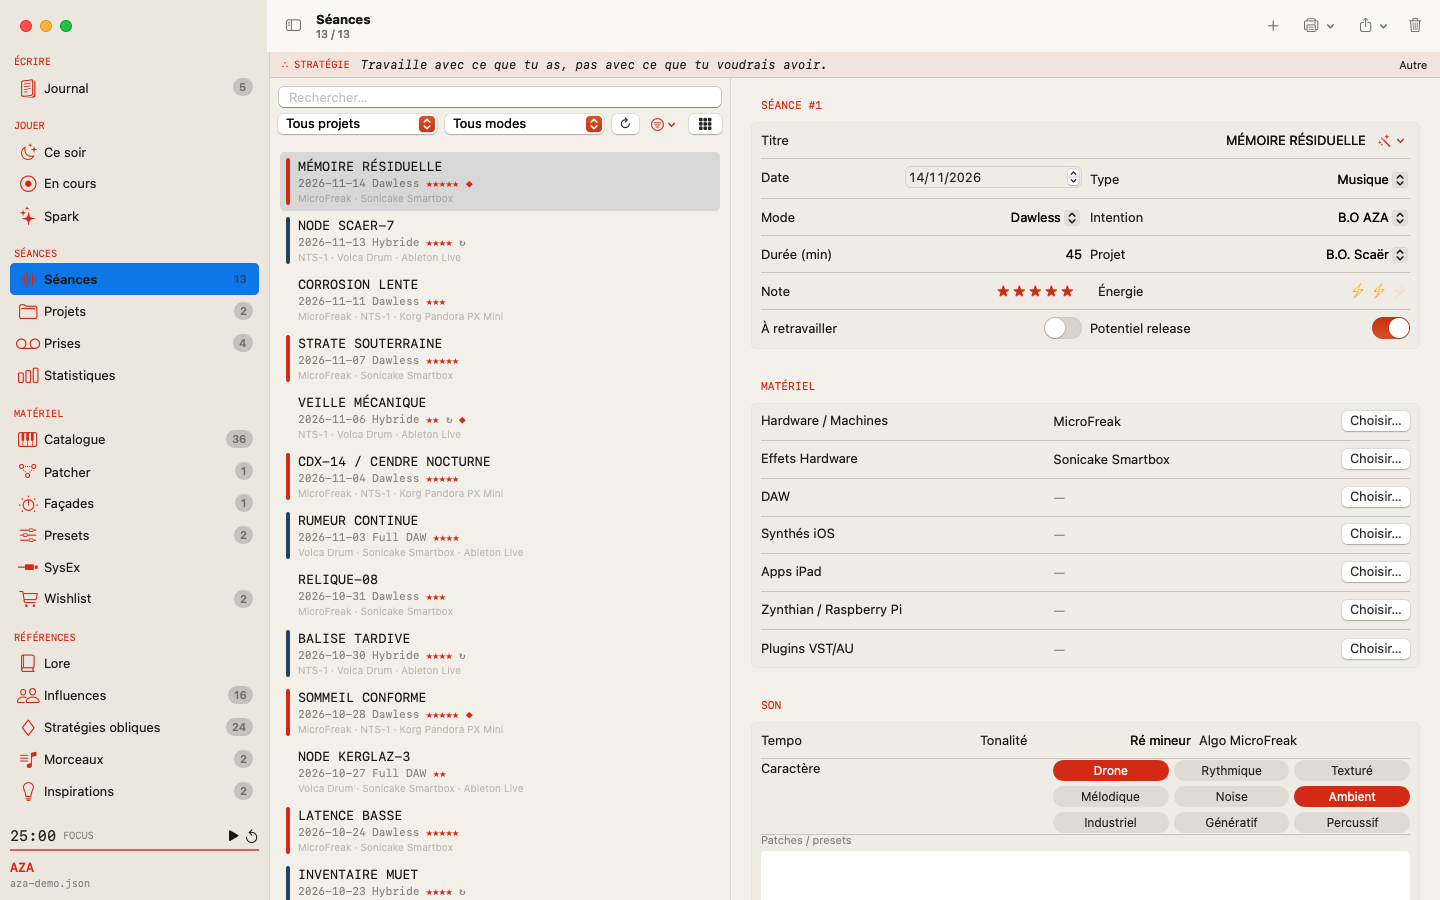 Séances
13 / 13
ÉCRIRE
Journal 5
JOUER
Ce soir
En cours
Spark
SÉANCES
Séances 13
Projets 2
Prises 4
Statistiques
MATÉRIEL
Catalogue 36
Patcher 1
Façades 1
Presets 2
SysEx
Wishlist 2
RÉFÉRENCES
Lore
Influences 16
Stratégies obliques 24
Morceaux 2
Inspirations 2
25:00 FOCUS
AZA
aza-demo.json
∴ STRATÉGIE Travaille avec ce que tu as, pas avec ce que tu voudrais avoir. Autre
Rechercher...
Tous projets Tous modes
MÉMOIRE RÉSIDUELLE
2026-11-14 Dawless ★★★★★ ◆
MicroFreak · Sonicake Smartbox
NODE SCAER-7
2026-11-13 Hybride ★★★★ ↻
NTS-1 · Volca Drum · Ableton Live
CORROSION LENTE
2026-11-11 Dawless ★★★
MicroFreak · NTS-1 · Korg Pandora PX Mini
STRATE SOUTERRAINE
2026-11-07 Dawless ★★★★★
MicroFreak · Sonicake Smartbox
VEILLE MÉCANIQUE
2026-11-06 Hybride ★★ ↻ ◆
NTS-1 · Volca Drum · Ableton Live
CDX-14 / CENDRE NOCTURNE
2026-11-04 Dawless ★★★★★
MicroFreak · NTS-1 · Korg Pandora PX Mini
RUMEUR CONTINUE
2026-11-03 Full DAW ★★★★
Volca Drum · Sonicake Smartbox · Ableton Live
RELIQUE-08
2026-10-31 Dawless ★★★
MicroFreak · Sonicake Smartbox
BALISE TARDIVE
2026-10-30 Hybride ★★★★ ↻
NTS-1 · Volca Drum · Ableton Live
SOMMEIL CONFORME
2026-10-28 Dawless ★★★★★ ◆
MicroFreak · NTS-1 · Korg Pandora PX Mini
NODE KERGLAZ-3
2026-10-27 Full DAW ★★
Volca Drum · Sonicake Smartbox · Ableton Live
LATENCE BASSE
2026-10-24 Dawless ★★★★★
MicroFreak · Sonicake Smartbox
INVENTAIRE MUET
2026-10-23 Hybride ★★★★ ↻
SÉANCE #1
Titre MÉMOIRE RÉSIDUELLE
Date 14/11/2026 Type Musique
Mode Dawless Intention B.O AZA
Durée (min) 45 Projet B.O. Scaër
Note ★★★★★ Énergie
À retravailler Potentiel release
MATÉRIEL
Hardware / Machines MicroFreak Choisir...
Effets Hardware Sonicake Smartbox Choisir...
DAW — Choisir...
Synthés iOS — Choisir...
Apps iPad — Choisir...
Zynthian / Raspberry Pi — Choisir...
Plugins VST/AU — Choisir...
SON
Tempo Tonalité Ré mineur Algo MicroFreak
Caractère Drone Rythmique Texturé
Mélodique Noise Ambient
Industriel Génératif Percussif
Patches / presets